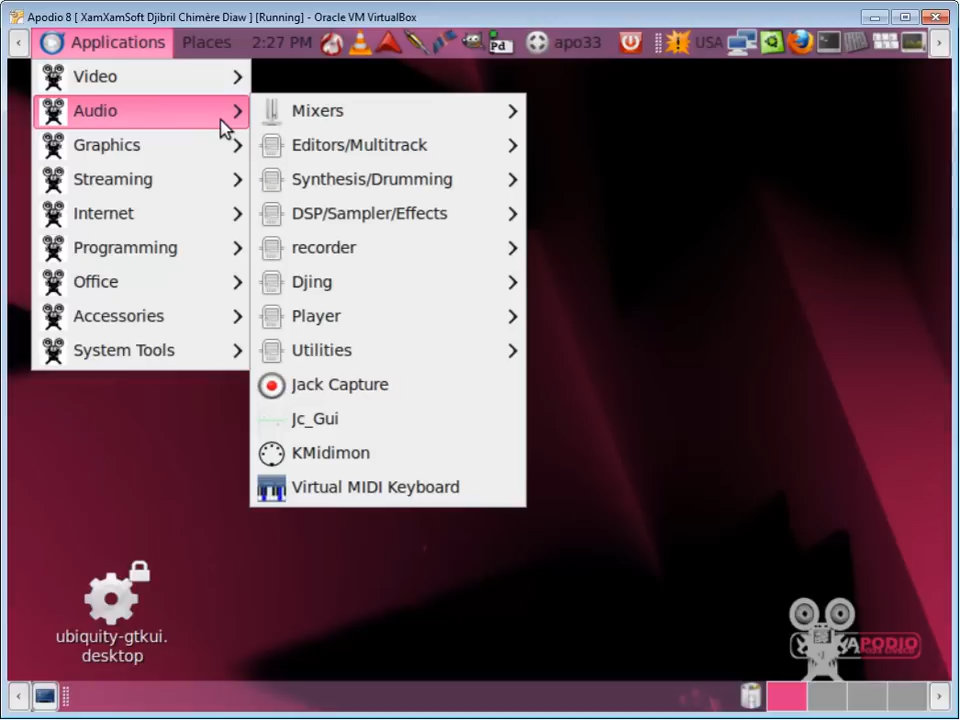 Apodio 8 [ XamXamSoft Djibril Chimère Diaw ] [Running] - Oracle VM VirtualBox
Applications Places 2:27 PM Pd apo33 USA
Video
Audio
Graphics
Streaming
Internet
Programming
Office
Accessories
System Tools
Mixers
Editors/Multitrack
Synthesis/Drumming
DSP/Sampler/Effects
recorder
Djing
Player
Utilities
Jack Capture
Jc_Gui
KMidimon
Virtual MIDI Keyboard
ubiquity-gtkui.
desktop
APODIO